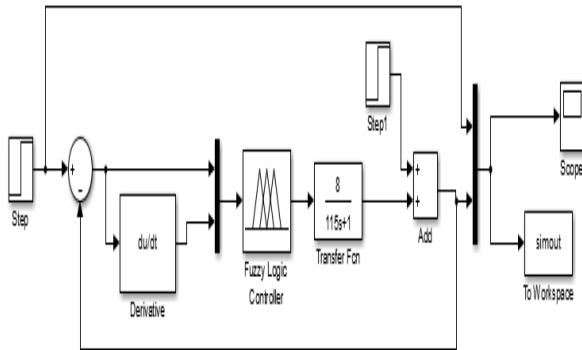 Step
+
−
du/dt
Derivative
Fuzzy Logic
Controller
8
115s+1
Transfer Fcn
Step1
+
+
Add
Scope
simout
To Workspace